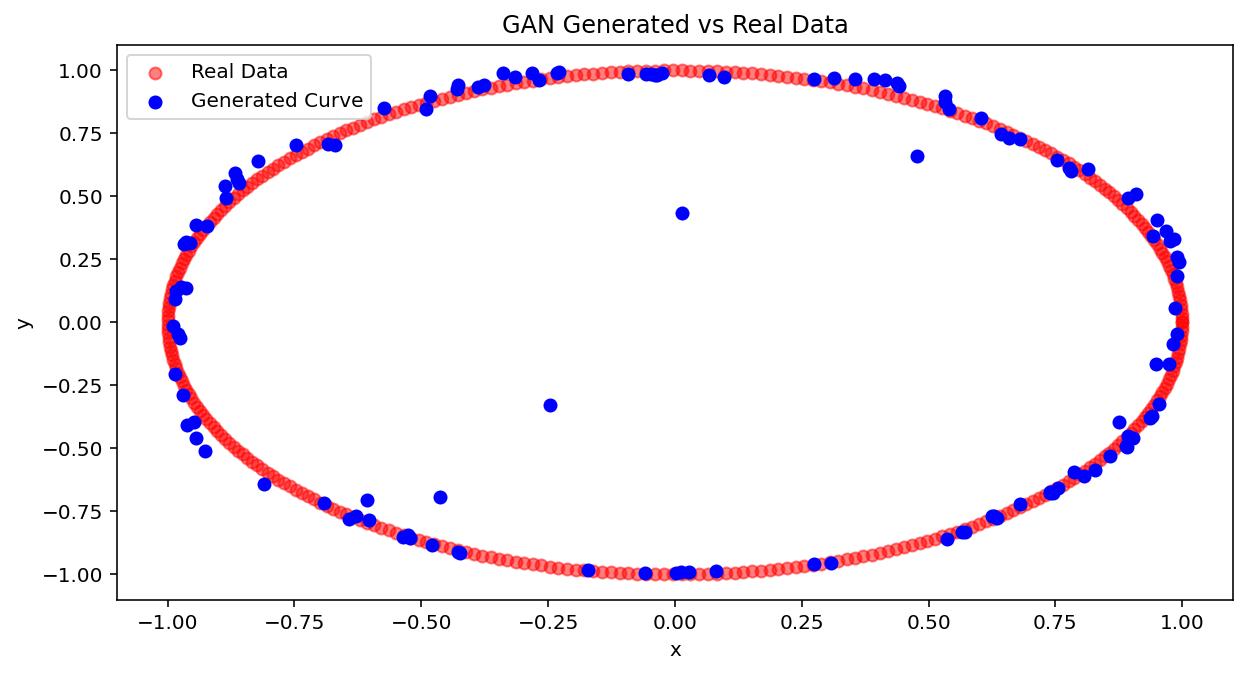 GAN Generated vs Real Data
Real Data
Generated Curve
1.00
0.75
0.50
0.25
0.00
−0.25
−0.50
−0.75
−1.00
y
−1.00 −0.75 −0.50 −0.25 0.00 0.25 0.50 0.75 1.00
x